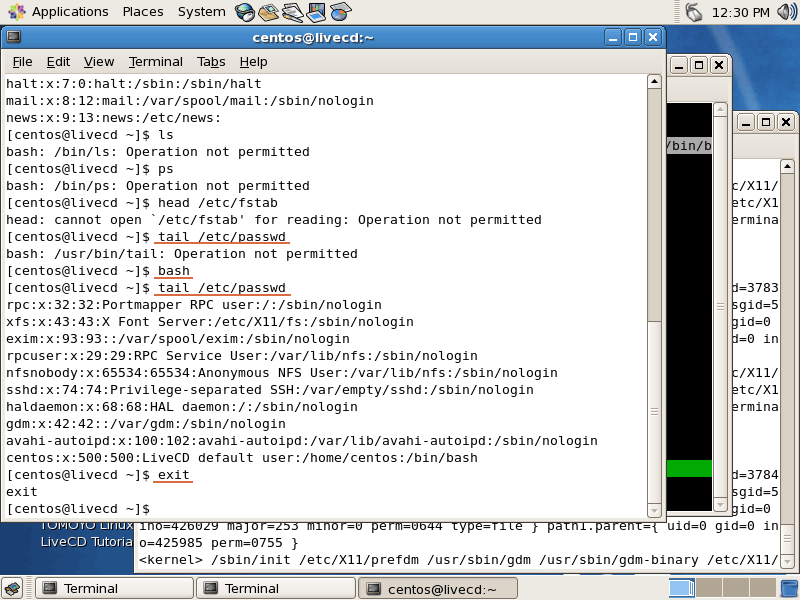 Applications Places System 12:30 PM
centos@livecd:~
File Edit View Terminal Tabs Help
halt:x:7:0:halt:/sbin:/sbin/halt
mail:x:8:12:mail:/var/spool/mail:/sbin/nologin
news:x:9:13:news:/etc/news:
[centos@livecd ~]$ ls
bash: /bin/ls: Operation not permitted
[centos@livecd ~]$ ps
bash: /bin/ps: Operation not permitted
[centos@livecd ~]$ head /etc/fstab
head: cannot open `/etc/fstab' for reading: Operation not permitted
[centos@livecd ~]$ tail /etc/passwd
bash: /usr/bin/tail: Operation not permitted
[centos@livecd ~]$ bash
[centos@livecd ~]$ tail /etc/passwd
rpc:x:32:32:Portmapper RPC user:/:/sbin/nologin
xfs:x:43:43:X Font Server:/etc/X11/fs:/sbin/nologin
exim:x:93:93::/var/spool/exim:/sbin/nologin
rpcuser:x:29:29:RPC Service User:/var/lib/nfs:/sbin/nologin
nfsnobody:x:65534:65534:Anonymous NFS User:/var/lib/nfs:/sbin/nologin
sshd:x:74:74:Privilege-separated SSH:/var/empty/sshd:/sbin/nologin
haldaemon:x:68:68:HAL daemon:/:/sbin/nologin
gdm:x:42:42::/var/gdm:/sbin/nologin
avahi-autoipd:x:100:102:avahi-autoipd:/var/lib/avahi-autoipd:/sbin/nologin
centos:x:500:500:LiveCD default user:/home/centos:/bin/bash
[centos@livecd ~]$ exit
exit
[centos@livecd ~]$
/bin/b
c/X11/
etc/X1
ermina
d=3783
sgid=5
gid=0
d=0 in
c/X11/
etc/X1
ermina
d=3784
sgid=5
gid=0
ino=426029 major=253 minor=0 perm=0644 type=file } path1.parent={ uid=0 gid=0 in
o=425985 perm=0755 }
<kernel> /sbin/init /etc/X11/prefdm /usr/sbin/gdm /usr/sbin/gdm-binary /etc/X11/
TOMOYO Linux
LiveCD Tutoria
Terminal
Terminal
centos@livecd:~